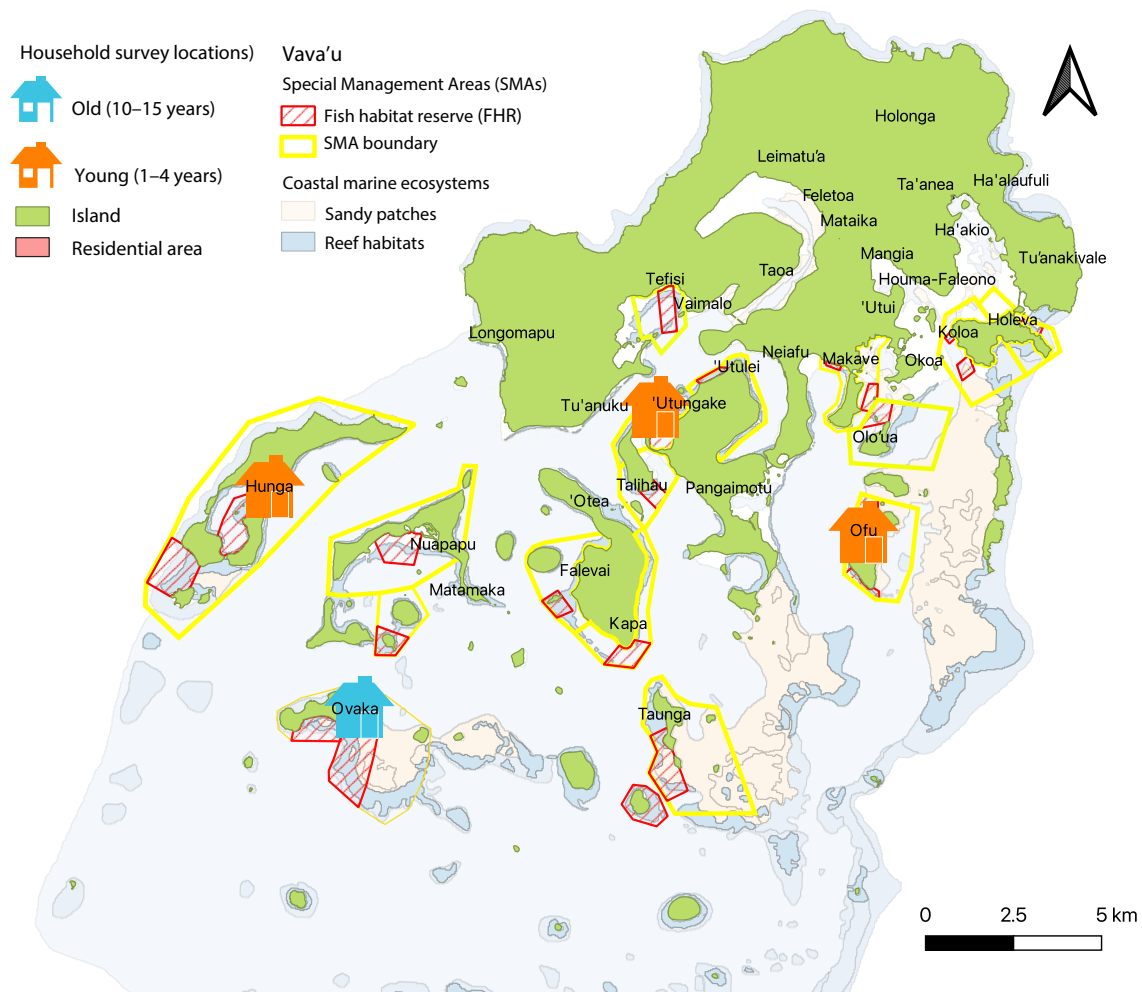 Household survey locations)
Old (10–15 years)
Young (1–4 years)
Island
Residential area
Vava’u
Special Management Areas (SMAs)
Fish habitat reserve (FHR)
SMA boundary
Coastal marine ecosystems
Sandy patches
Reef habitats
Holonga
Leimatu’a
Feletoa
Ta'anea
Ha'alaufuli
Mataika
Ha'akio
Mangia
Tu’anakivale
Taoa
Tefisi
Houma-Faleono
Vaimalo
'Utui
Longomapu
Koloa
Holeva
Neiafu
Makave
Okoa
'Utulei
Tu'anuku
'Utungake
Olo’ua
Hunga
Talihau
Pangaimotu
'Otea
Ofu
Nuapapu
Falevai
Matamaka
Kapa
Ovaka
Taunga
0 2.5 5 km